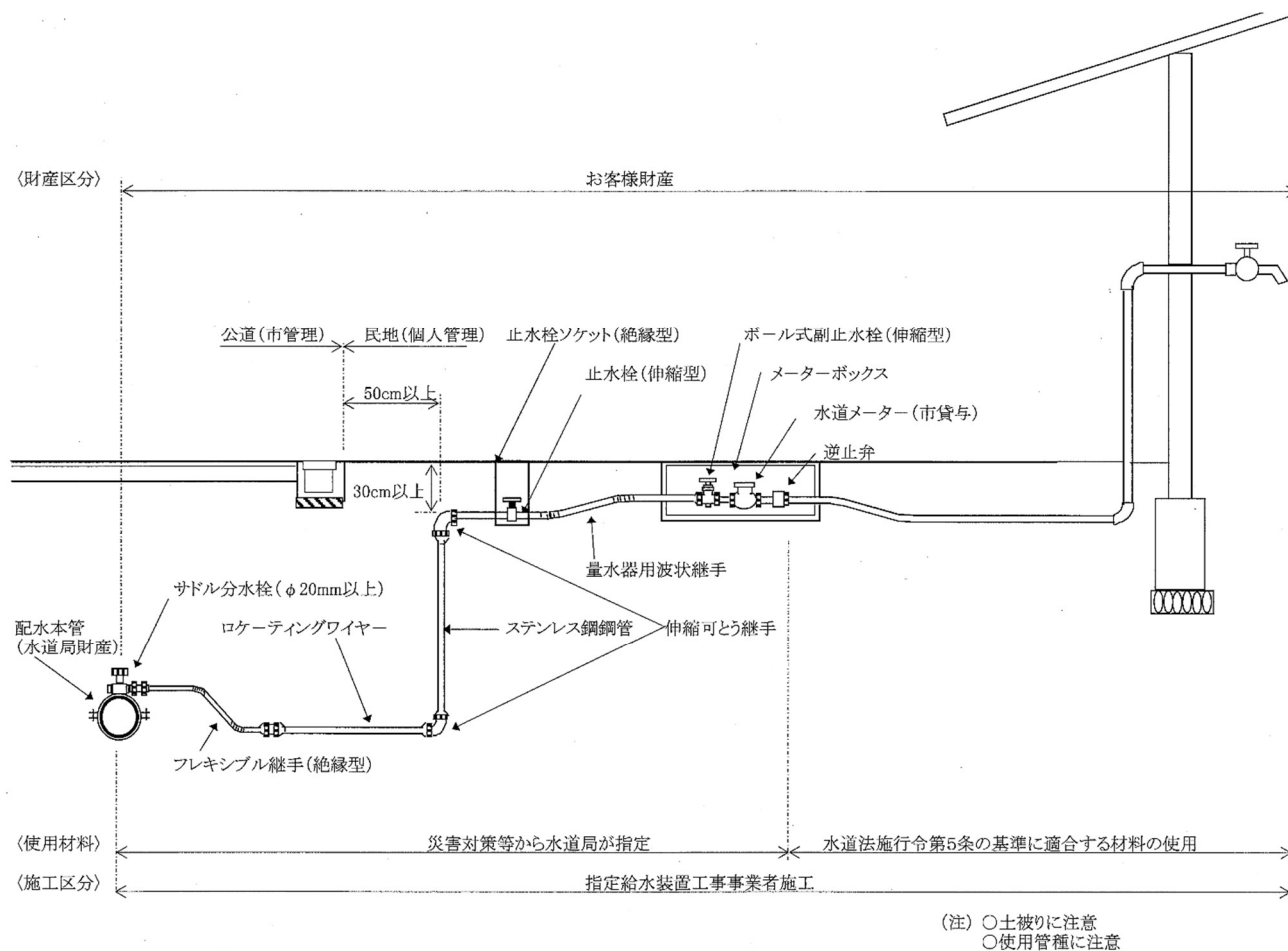 〈財産区分〉
お客様財産
公道(市管理)
民地(個人管理)
止水栓ソケット(絶縁型)
ボール式副止水栓(伸縮型)
止水栓(伸縮型)
メーターボックス
50cm以上
水道メーター(市貸与)
逆止弁
30cm以上
量水器用波状継手
サドル分水栓(φ20mm以上)
配水本管
(水道局財産)
ロケーティングワイヤー
ステンレス鋼鋼管
伸縮可とう継手
フレキシブル継手(絶縁型)
〈使用材料〉
災害対策等から水道局が指定
水道法施行令第5条の基準に適合する材料の使用
〈施工区分〉
指定給水装置工事事業者施工
(注) ○土被りに注意
○使用管種に注意